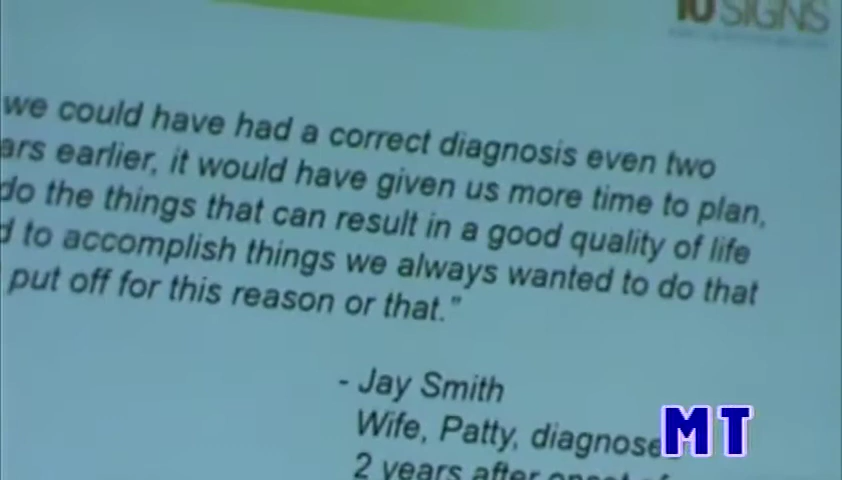 10 SIGNS
we could have had a correct diagnosis even two
ars earlier, it would have given us more time to plan,
do the things that can result in a good quality of life
d to accomplish things we always wanted to do that
put off for this reason or that."
- Jay Smith
Wife, Patty, diagnose
2 years after onset of
MT